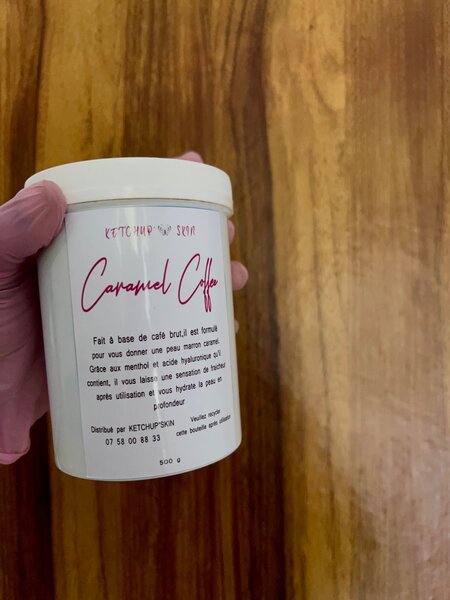 KETCHUP' SKIN
Caramel Coffee
Fait â base de café brut,il est formulé
pour vous donner une peau marron caramel.
Grâce aux menthol et acide hyaluronique qu'il
contient, il vous laisse une sensation de fraîcheur
après utilisation et vous hydrate la peau en
profondeur
Distribué par KETCHUP'SKIN
07 58 00 88 33
Veuillez recycler
cette bouteille après utilisation
500 g